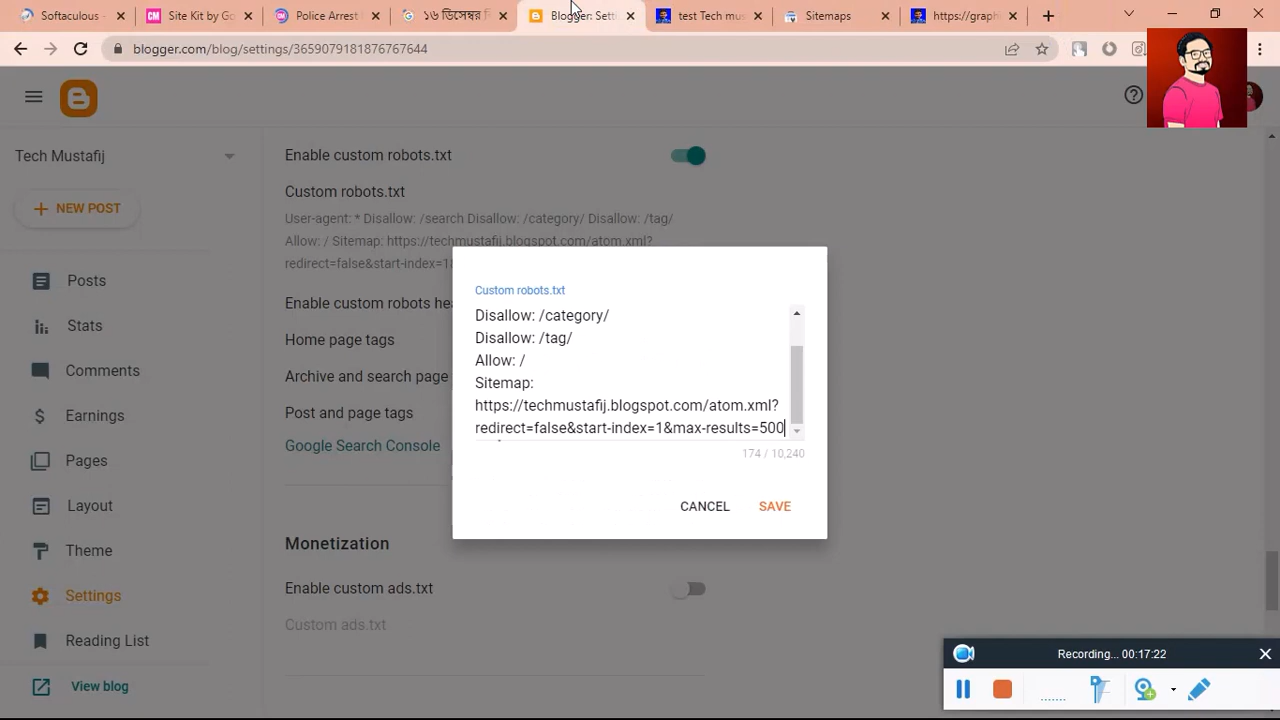 Softaculous -
Site Kit by Go
Police Arrest
১৬ ডিসেম্বর
Blogger: Setti
test Tech mus
Sitemaps
https://graph
blogger.com/blog/settings/3659079181876767644
Tech Mustafij
NEW POST
Posts
Stats
Comments
Earnings
Pages
Layout
Theme
Settings
Reading List
View blog
Enable custom robots.txt
Custom robots.txt
User-agent: * Disallow: /search Disallow: /category/ Disallow: /tag/
Allow: / Sitemap: https://techmustafij.blogspot.com/atom.xml?
redirect=false&start-index=1
Enable custom robots hea
Home page tags
Archive and search page
Post and page tags
Google Search Console
Monetization
Enable custom ads.txt
Custom ads.txt
Custom robots.txt
Disallow: /category/
Disallow: /tag/
Allow: /
Sitemap:
https://techmustafij.blogspot.com/atom.xml?
redirect=false&start-index=1&max-results=500
174 / 10,240
CANCEL
SAVE
Recording... 00:17:22